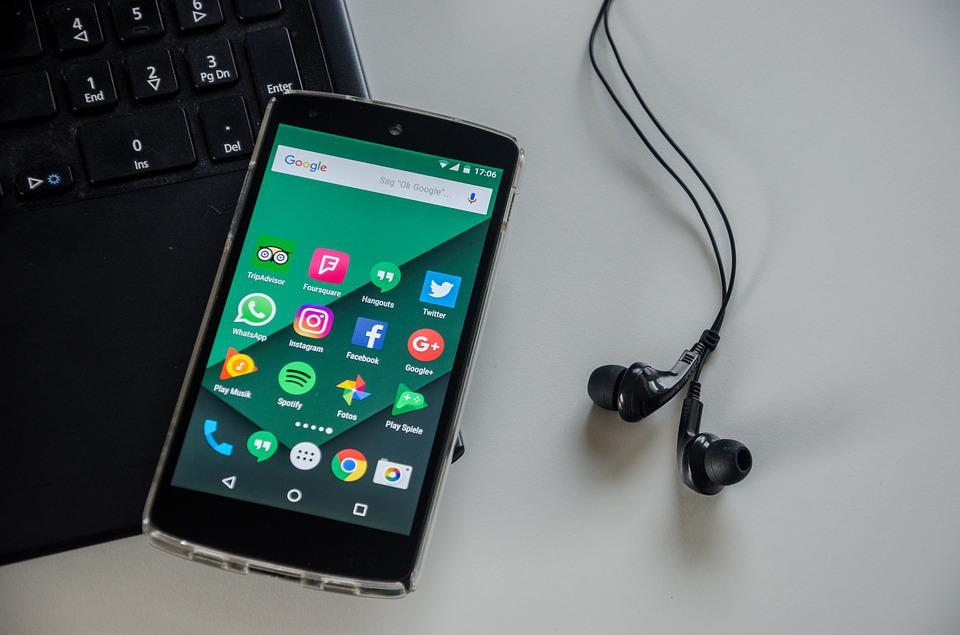 4
5
6
1
End
2
3
Pg Dn
Enter
0
Ins
.
Del
17:06
Google
Sag "Ok Google"...
TripAdvisor
Foursquare
Hangouts
Twitter
WhatsApp
Instagram
Facebook
G+
Google+
Play Musik
Spotify
Fotos
Play Spiele